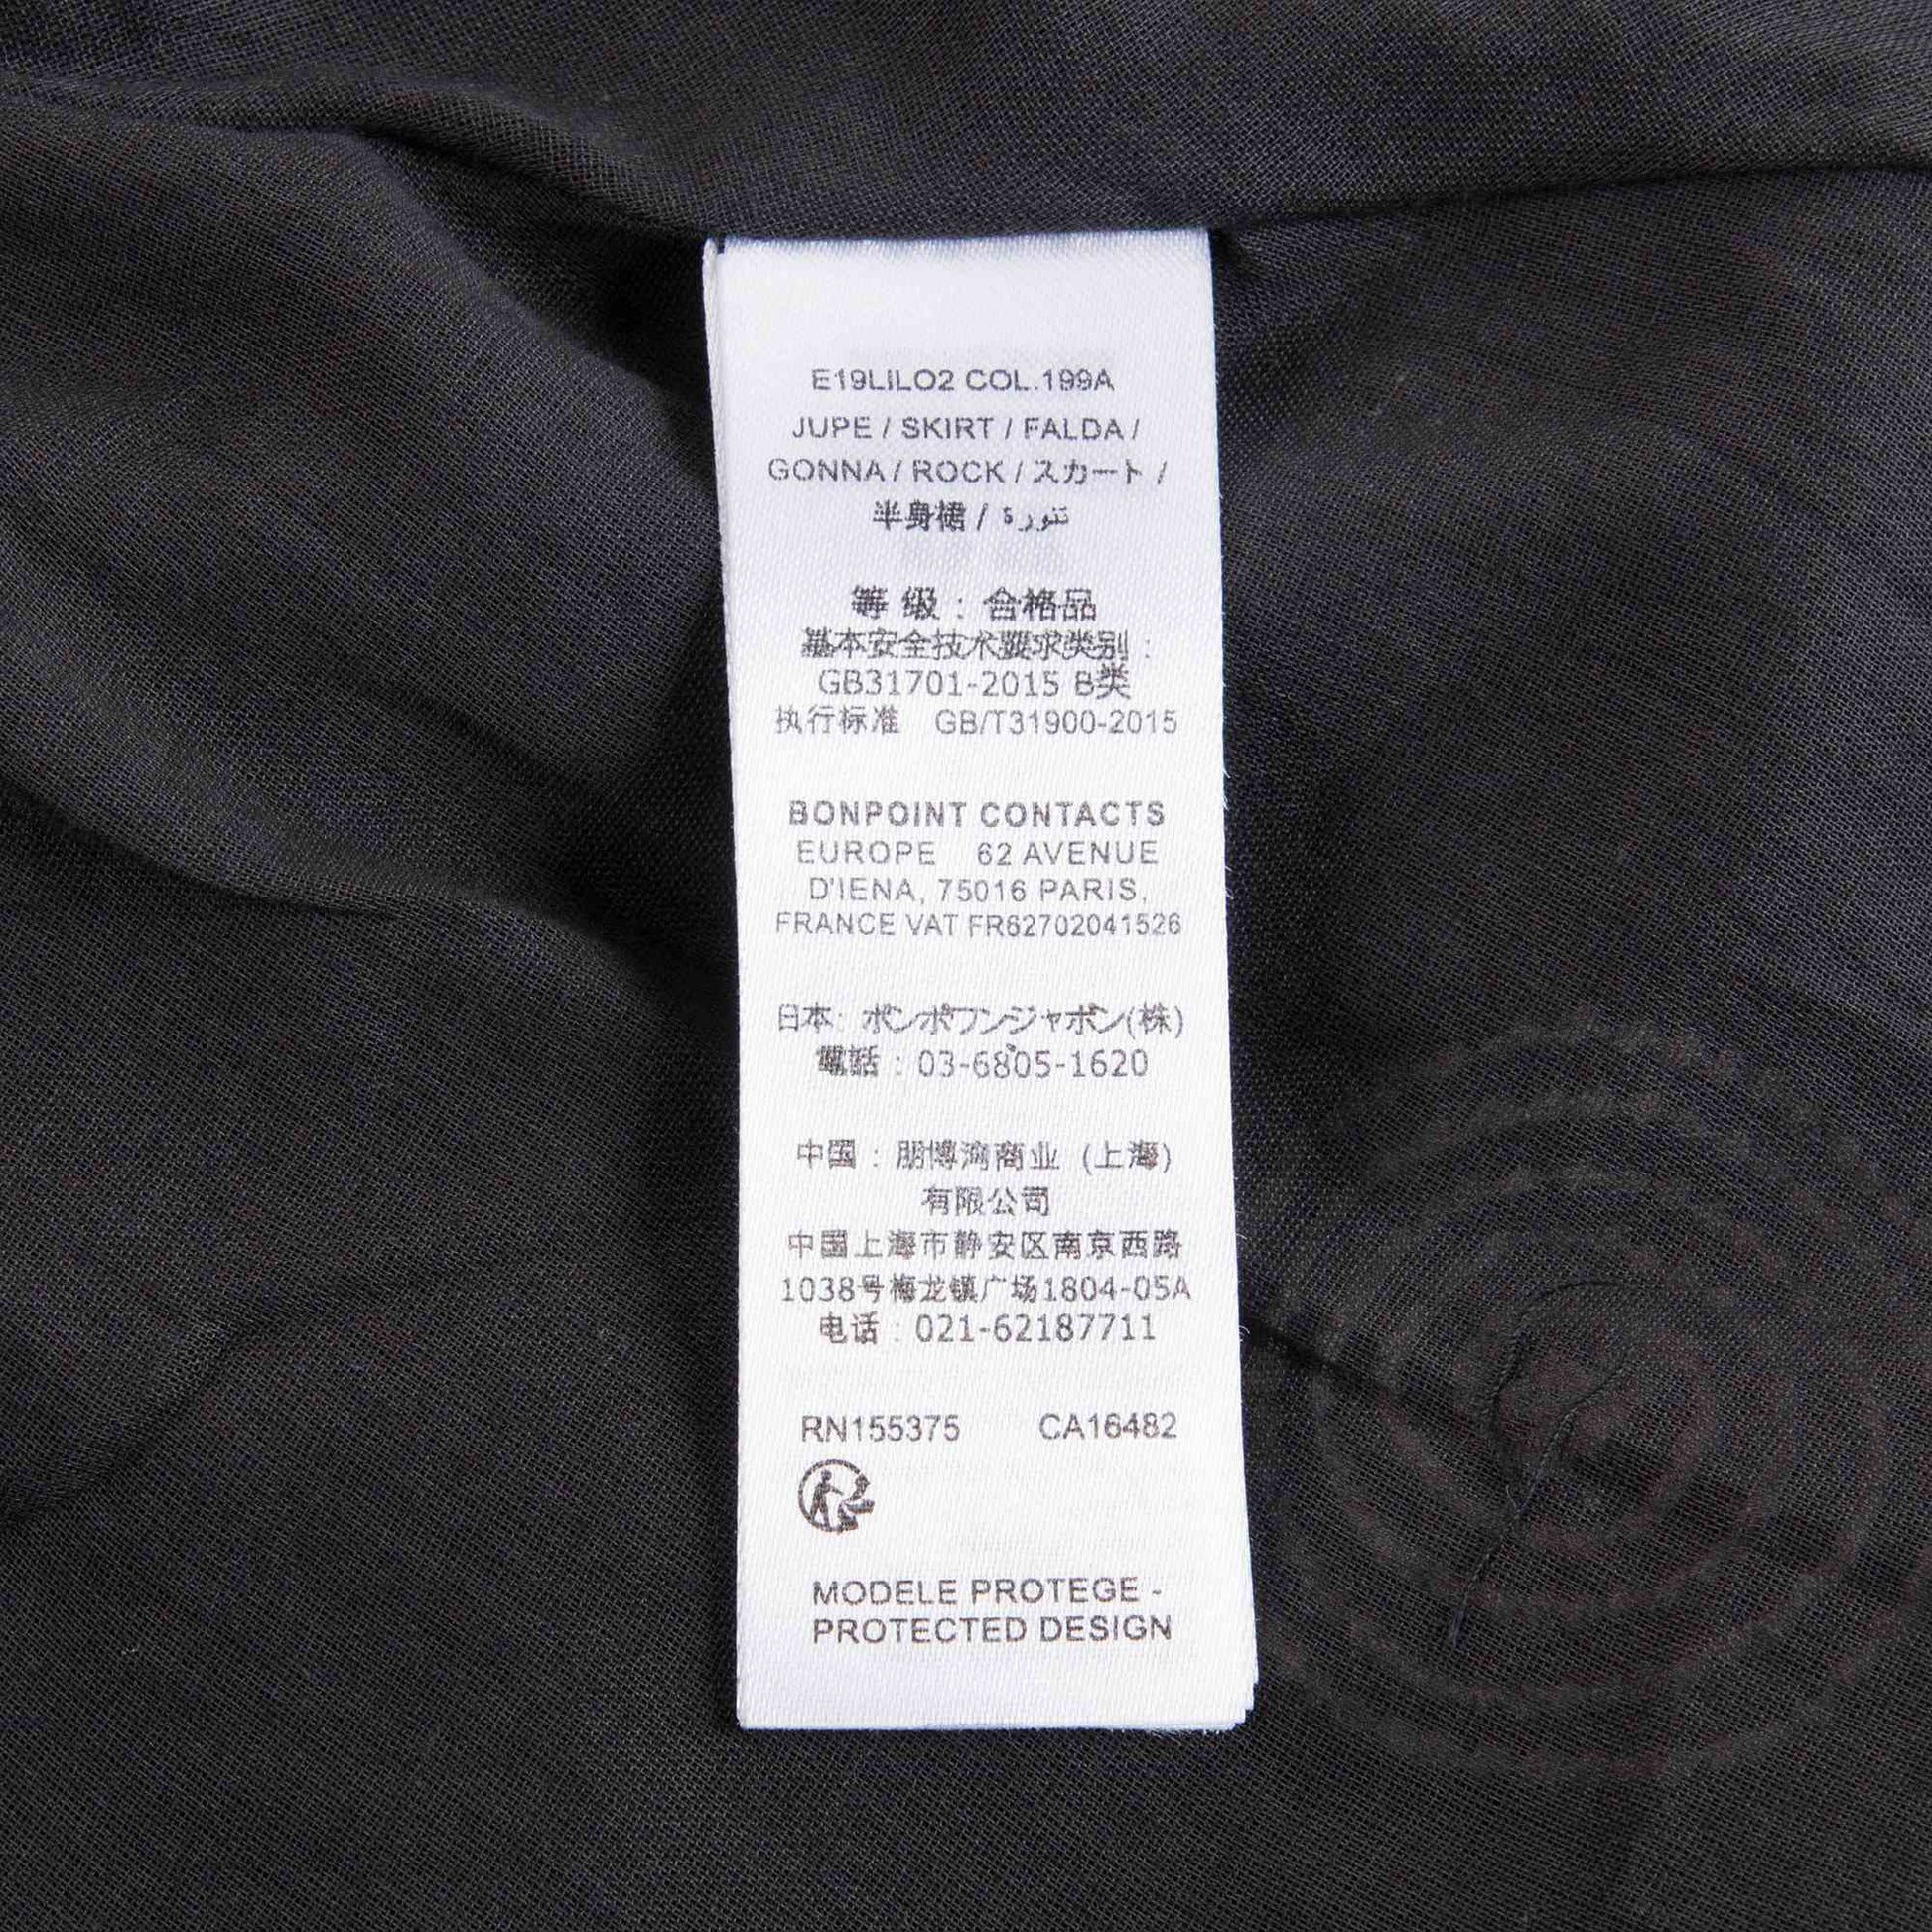 E19LILO2 COL.199A
JUPE / SKIRT / FALDA /
GONNA / ROCK / スカート /
半身裙 / تنورة
等 级 : 合格品
基本安全技术要求类别 :
GB31701-2015 B类
执行标准 GB/T31900-2015
BONPOINT CONTACTS
EUROPE 62 AVENUE
D'IENA, 75016 PARIS,
FRANCE VAT FR62702041526
日本: ボンポワンジャポン(株)
電話 : 03-6805-1620
中国 : 朋博湾商业 (上海)
有限公司
中国上海市静安区南京西路
1038号梅龙镇广场1804-05A
电话 : 021-62187711
RN155375 CA16482
MODELE PROTEGE -
PROTECTED DESIGN